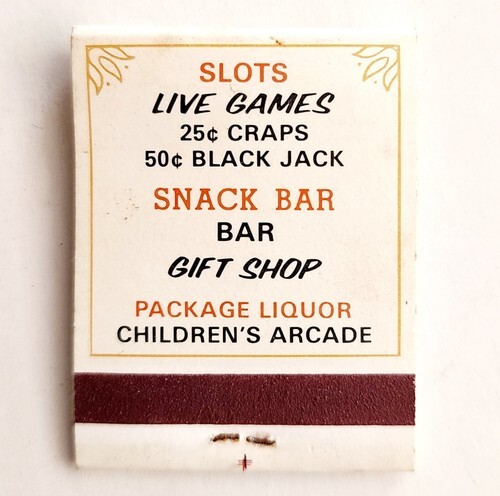 SLOTS
LIVE GAMES
25¢ CRAPS
50¢ BLACK JACK
SNACK BAR
BAR
GIFT SHOP
PACKAGE LIQUOR
CHILDREN'S ARCADE